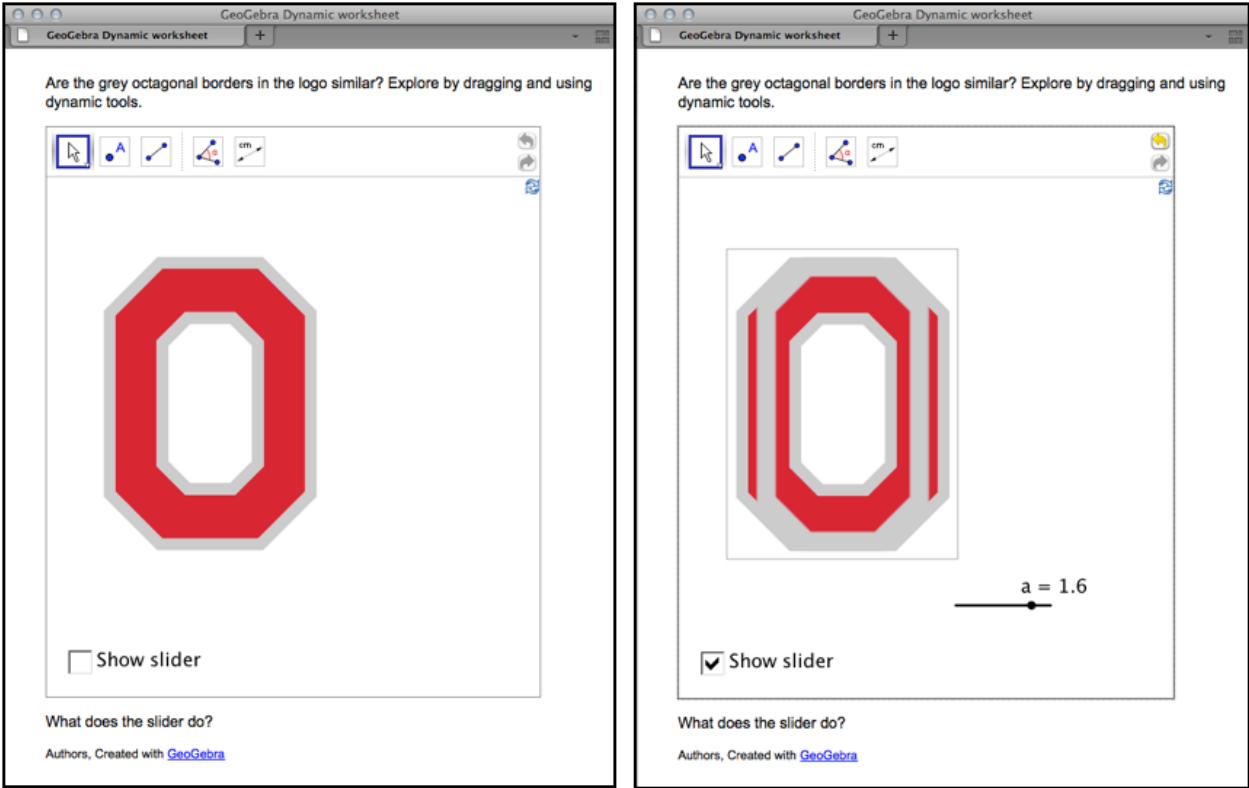 GeoGebra Dynamic worksheet
GeoGebra Dynamic worksheet +
Are the grey octagonal borders in the logo similar? Explore by dragging and using
dynamic tools.
A α cm
Show slider
What does the slider do?
Authors, Created with GeoGebra
GeoGebra Dynamic worksheet
GeoGebra Dynamic worksheet +
Are the grey octagonal borders in the logo similar? Explore by dragging and using
dynamic tools.
A α cm
a = 1.6
Show slider
What does the slider do?
Authors, Created with GeoGebra